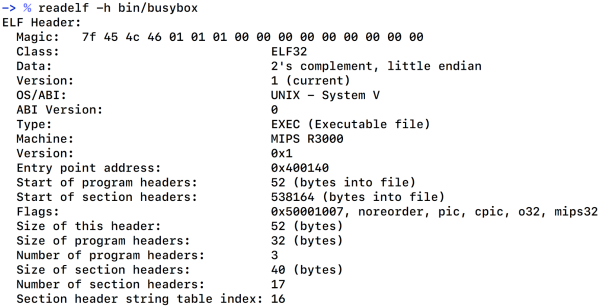 -> % readelf -h bin/busybox
ELF Header:
  Magic:   7f 45 4c 46 01 01 01 00 00 00 00 00 00 00 00 00
  Class:                             ELF32
  Data:                              2's complement, little endian
  Version:                           1 (current)
  OS/ABI:                            UNIX - System V
  ABI Version:                       0
  Type:                              EXEC (Executable file)
  Machine:                           MIPS R3000
  Version:                           0x1
  Entry point address:               0x400140
  Start of program headers:          52 (bytes into file)
  Start of section headers:          538164 (bytes into file)
  Flags:                             0x50001007, noreorder, pic, cpic, o32, mips32
  Size of this header:               52 (bytes)
  Size of program headers:           32 (bytes)
  Number of program headers:         3
  Size of section headers:           40 (bytes)
  Number of section headers:         17
  Section header string table index: 16